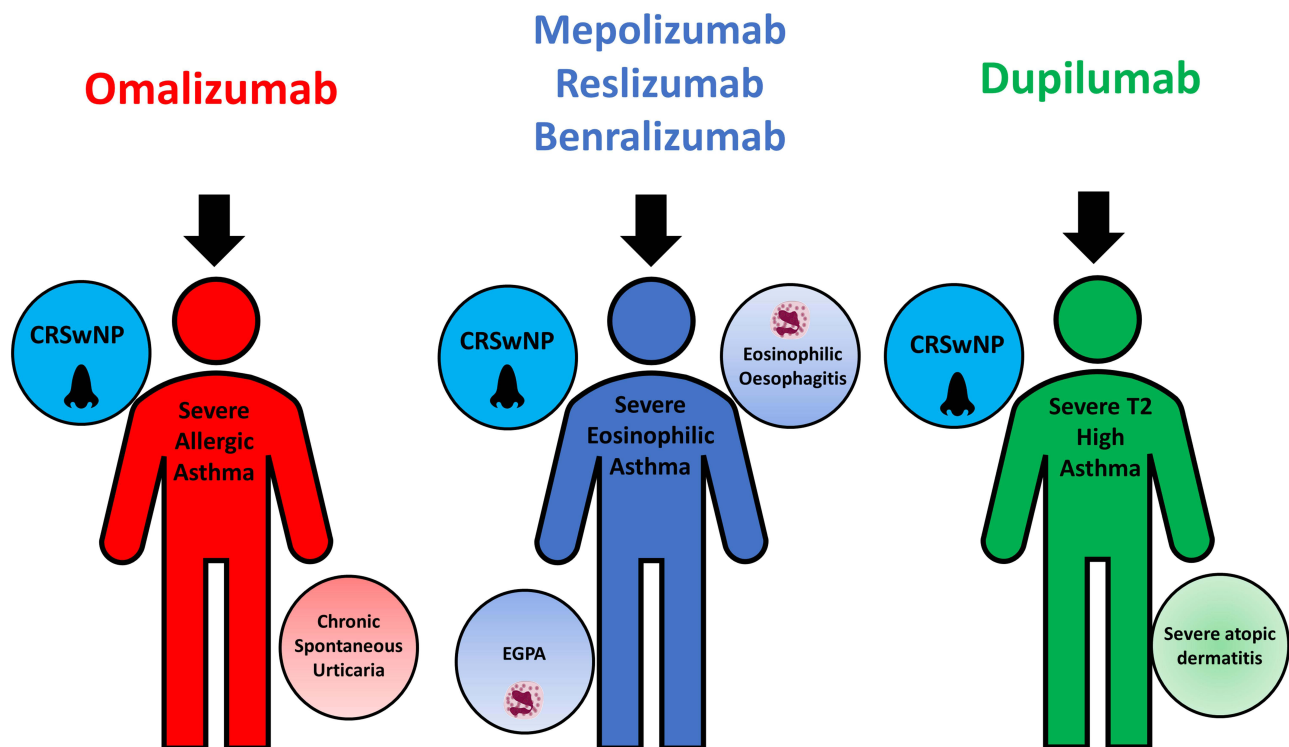 Omalizumab
Mepolizumab
Reslizumab
Benralizumab
Dupilumab
CRSwNP
Severe
Allergic
Asthma
Chronic
Spontaneous
Urticaria
CRSwNP
Eosinophilic
Oesophagitis
Severe
Eosinophilic
Asthma
EGPA
CRSwNP
Severe T2
High
Asthma
Severe atopic
dermatitis